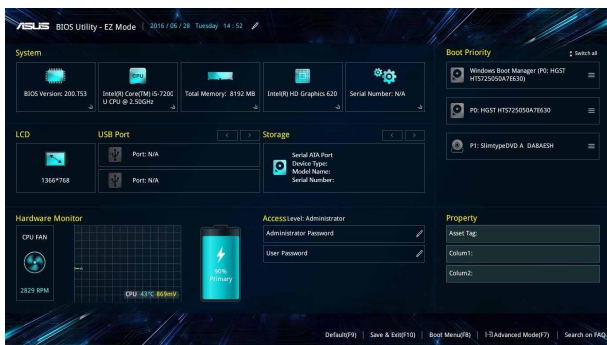 ASUS BIOS Utility - EZ Mode 2016 / 06 / 28 Tuesday 14 : 52
System
BIOS Version: 200.T53
CPU
Intel(R) Core(TM) i5-7200
U CPU @ 2.50GHz
Total Memory: 8192 MB
Intel(R) HD Graphics 620
Serial Number: N/A
Boot Priority
Switch all
Windows Boot Manager (P0: HGST
HTS725050A7E630)
P0: HGST HTS725050A7E630
P1: SlimtypeDVD A DA8AESH
LCD
1366*768
USB Port
Port: N/A
Port: N/A
Storage
Serial ATA Port
Device Type:
Model Name:
Serial Number:
Hardware Monitor
CPU FAN
2829 RPM
CPU 43°C 869mV
90%
Primary
Access Level: Administrator
Administrator Password
User Password
Property
Asset Tag:
Colum1:
Colum2:
Default(F9) | Save & Exit(F10) | Boot Menu(F8) | Advanced Mode(F7) | Search on FAQ